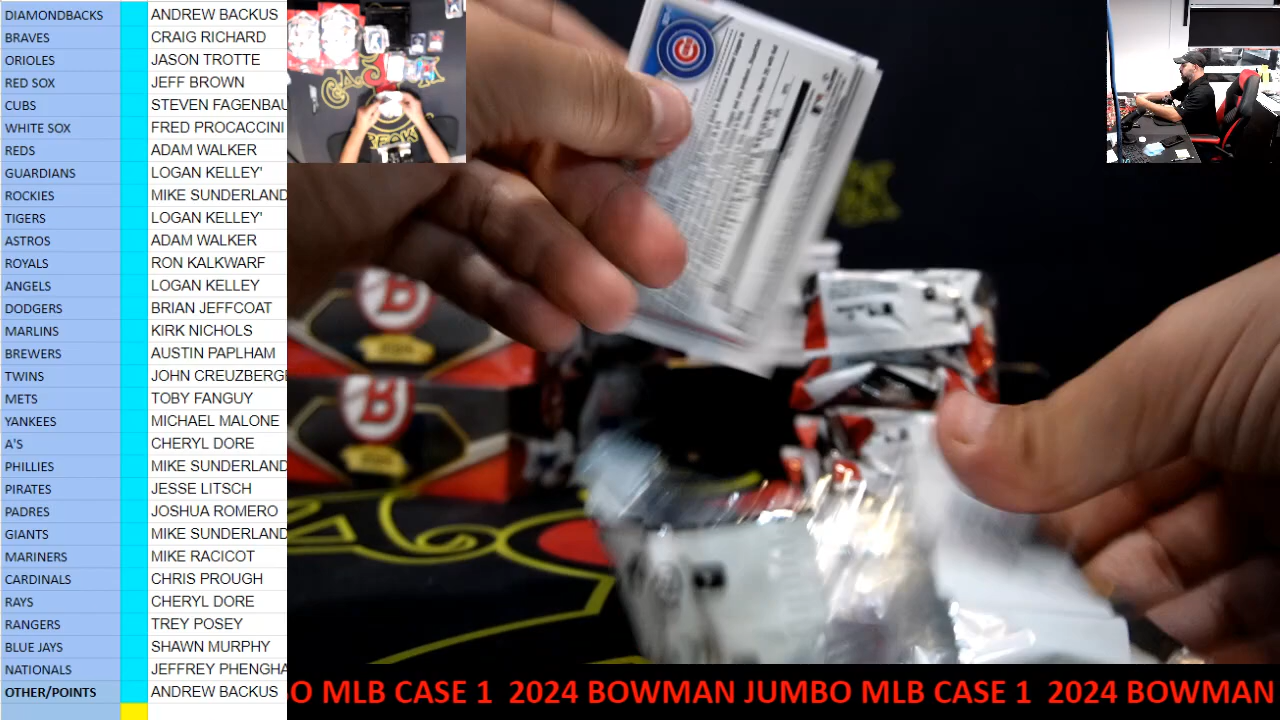 DIAMONDBACKS ANDREW BACKUS
BRAVES CRAIG RICHARD
ORIOLES JASON TROTTE
RED SOX JEFF BROWN
CUBS STEVEN FAGENBAU
WHITE SOX FRED PROCACCINI
REDS ADAM WALKER
GUARDIANS LOGAN KELLEY'
ROCKIES MIKE SUNDERLAND
TIGERS LOGAN KELLEY'
ASTROS ADAM WALKER
ROYALS RON KALKWARF
ANGELS LOGAN KELLEY
DODGERS BRIAN JEFFCOAT
MARLINS KIRK NICHOLS
BREWERS AUSTIN PAPLHAM
TWINS JOHN CREUZBERGE
METS TOBY FANGUY
YANKEES MICHAEL MALONE
A'S CHERYL DORE
PHILLIES MIKE SUNDERLAND
PIRATES JESSE LITSCH
PADRES JOSHUA ROMERO
GIANTS MIKE SUNDERLAND
MARINERS MIKE RACICOT
CARDINALS CHRIS PROUGH
RAYS CHERYL DORE
RANGERS TREY POSEY
BLUE JAYS SHAWN MURPHY
NATIONALS JEFFREY PHENGHA
OTHER/POINTS ANDREW BACKUS
O MLB CASE 1 2024 BOWMAN JUMBO MLB CASE 1 2024 BOWMAN
B
B